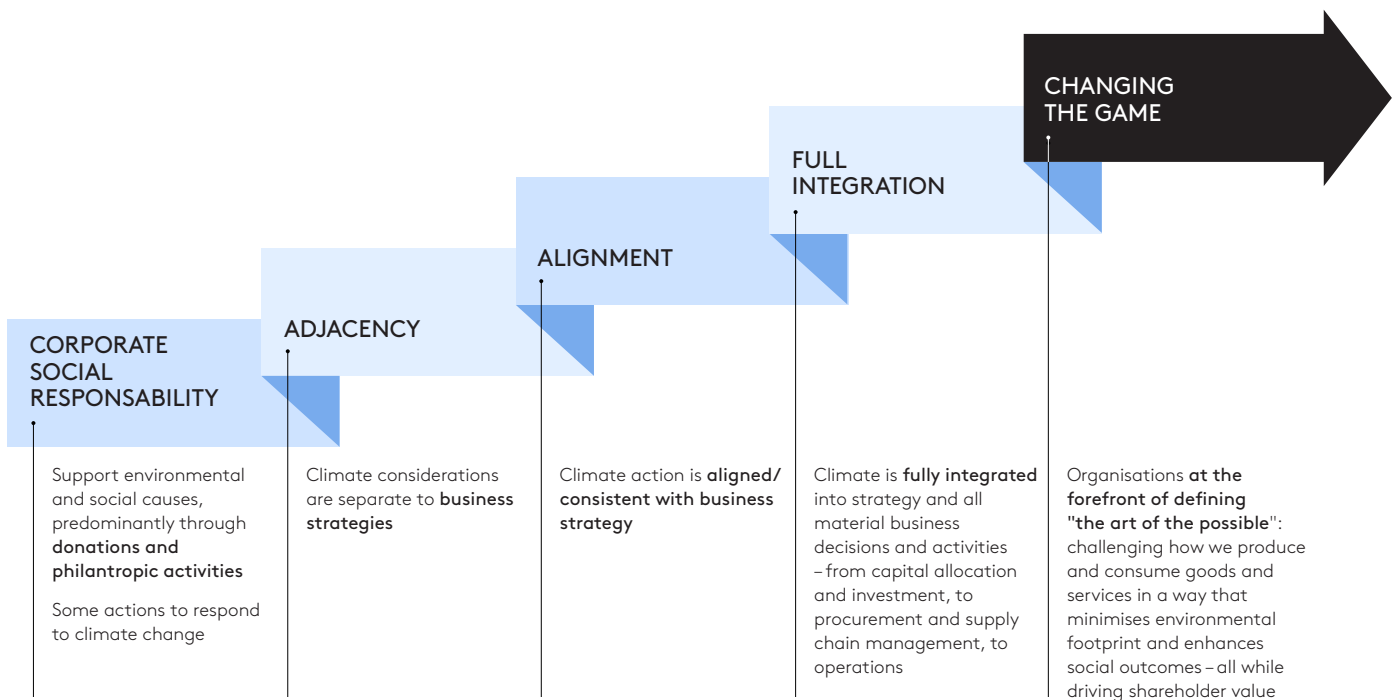 CHANGING
THE GAME
FULL
INTEGRATION
ALIGNMENT
ADJACENCY
CORPORATE
SOCIAL
RESPONSABILITY
Support environmental
and social causes,
predominantly through
donations and
philantropic activities
Some actions to respond
to climate change
Climate considerations
are separate to business
strategies
Climate action is aligned/
consistent with business
strategy
Climate is fully integrated
into strategy and all
material business
decisions and activities
–from capital allocation
and investment, to
procurement and supply
chain management, to
operations
Organisations at the
forefront of defining
"the art of the possible":
challenging how we produce
and consume goods and
services in a way that
minimises environmental
footprint and enhances
social outcomes–all while
driving shareholder value